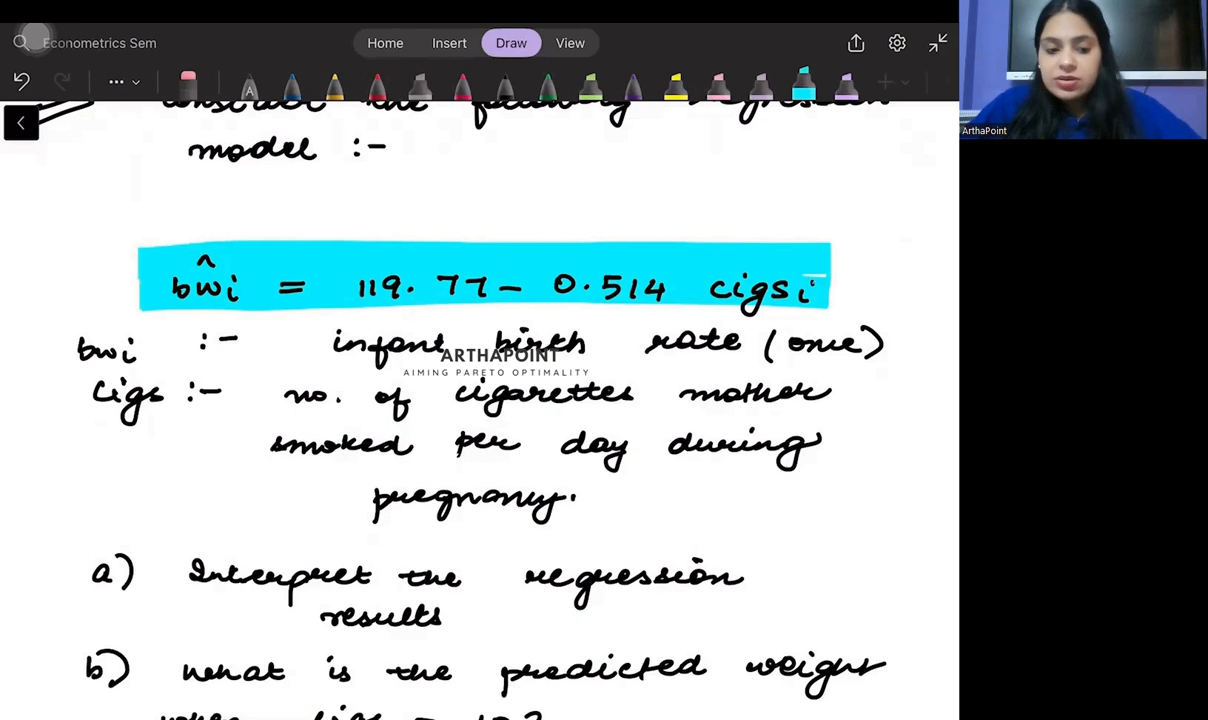 Econometrics Sem
Home Insert Draw View
ArthaPoint
model :-
bŵi = 119.77 - 0.514 cigsi
bwi :- infant birth rate (once)
ARTHAPOINT
AIMING PARETO OPTIMALITY
cigs :- no. of cigarettes mother
smoked per day during
pregnany.
a) Interpret the regression
results
b) what is the predicted weight